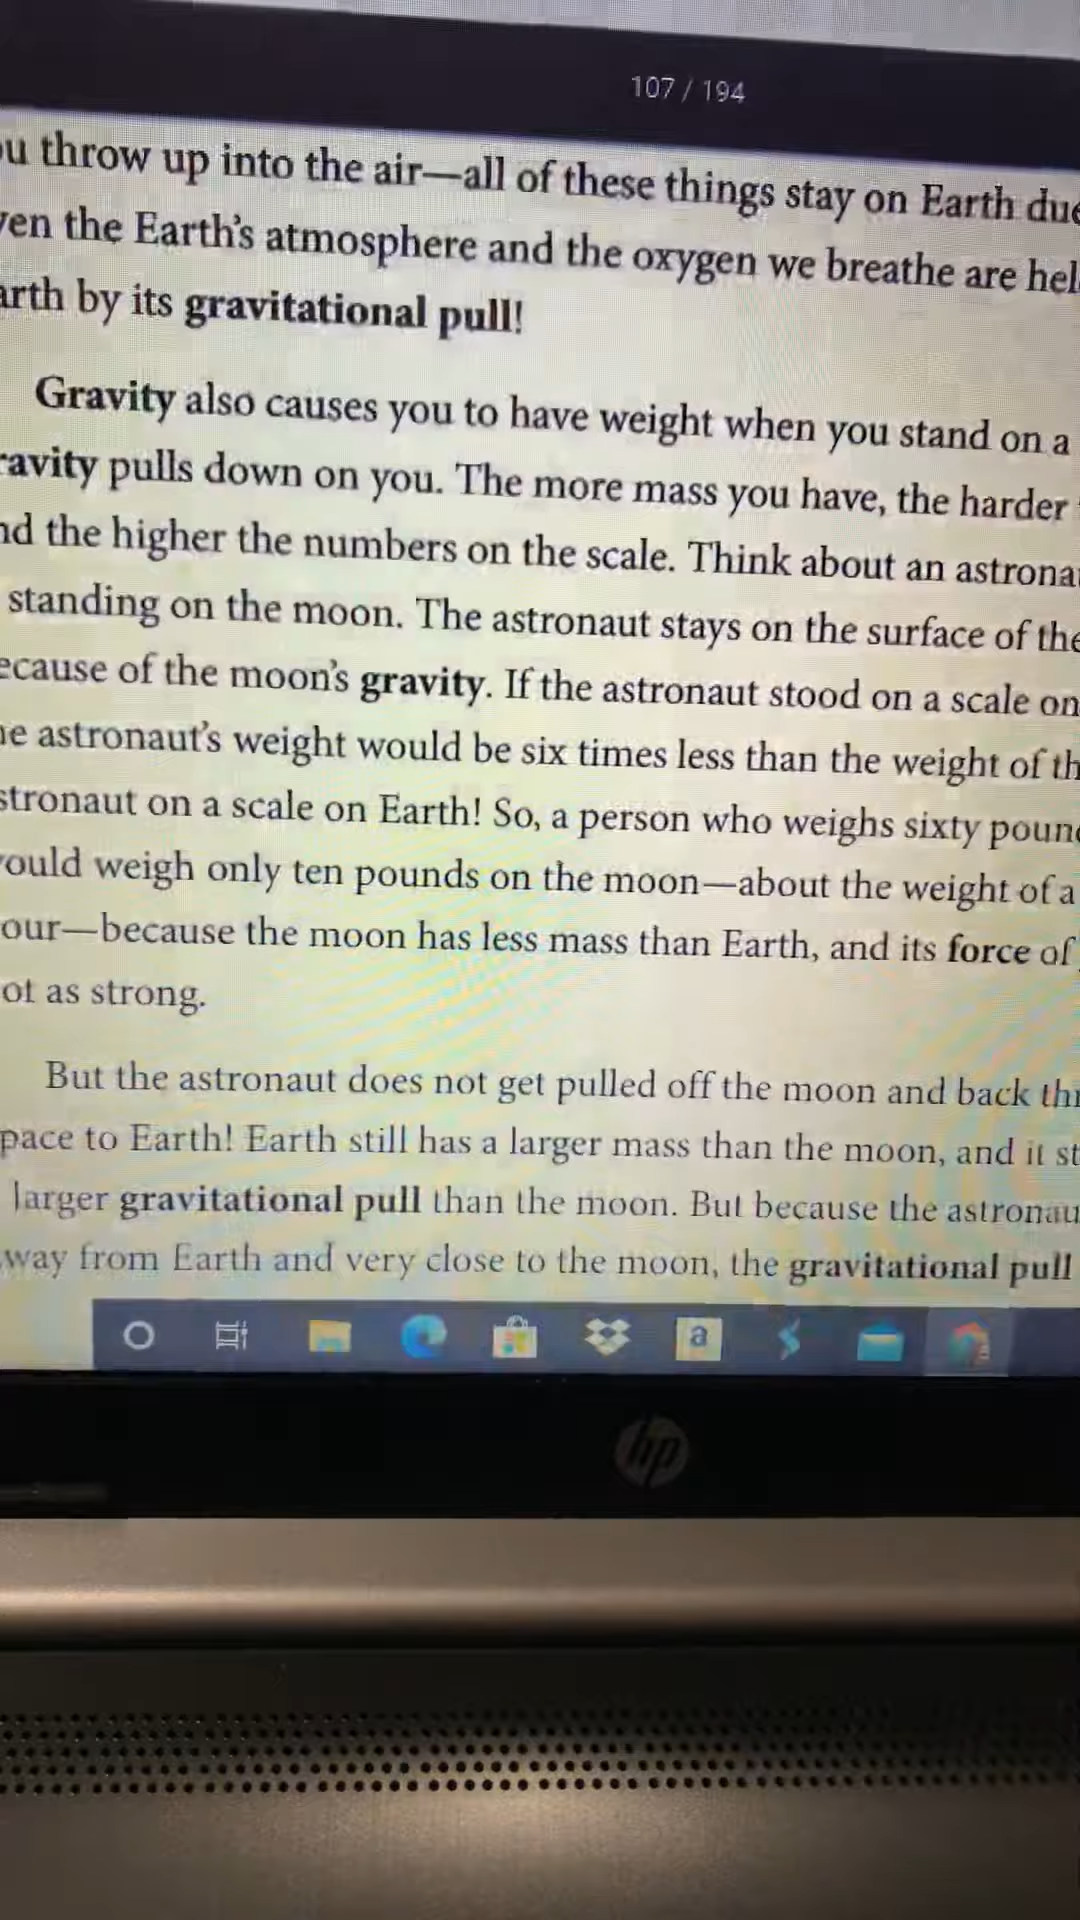 107 / 194
ou throw up into the air—all of these things stay on Earth due
ven the Earth's atmosphere and the oxygen we breathe are hel
arth by its gravitational pull!
Gravity also causes you to have weight when you stand on a
ravity pulls down on you. The more mass you have, the harder
nd the higher the numbers on the scale. Think about an astrona
standing on the moon. The astronaut stays on the surface of the
ecause of the moon's gravity. If the astronaut stood on a scale on
he astronaut's weight would be six times less than the weight of th
stronaut on a scale on Earth! So, a person who weighs sixty poun
ould weigh only ten pounds on the moon—about the weight of a
our—because the moon has less mass than Earth, and its force of
ot as strong.
But the astronaut does not get pulled off the moon and back thr
pace to Earth! Earth still has a larger mass than the moon, and it st
larger gravitational pull than the moon. But because the astronau
way from Earth and very close to the moon, the gravitational pull
a
hp